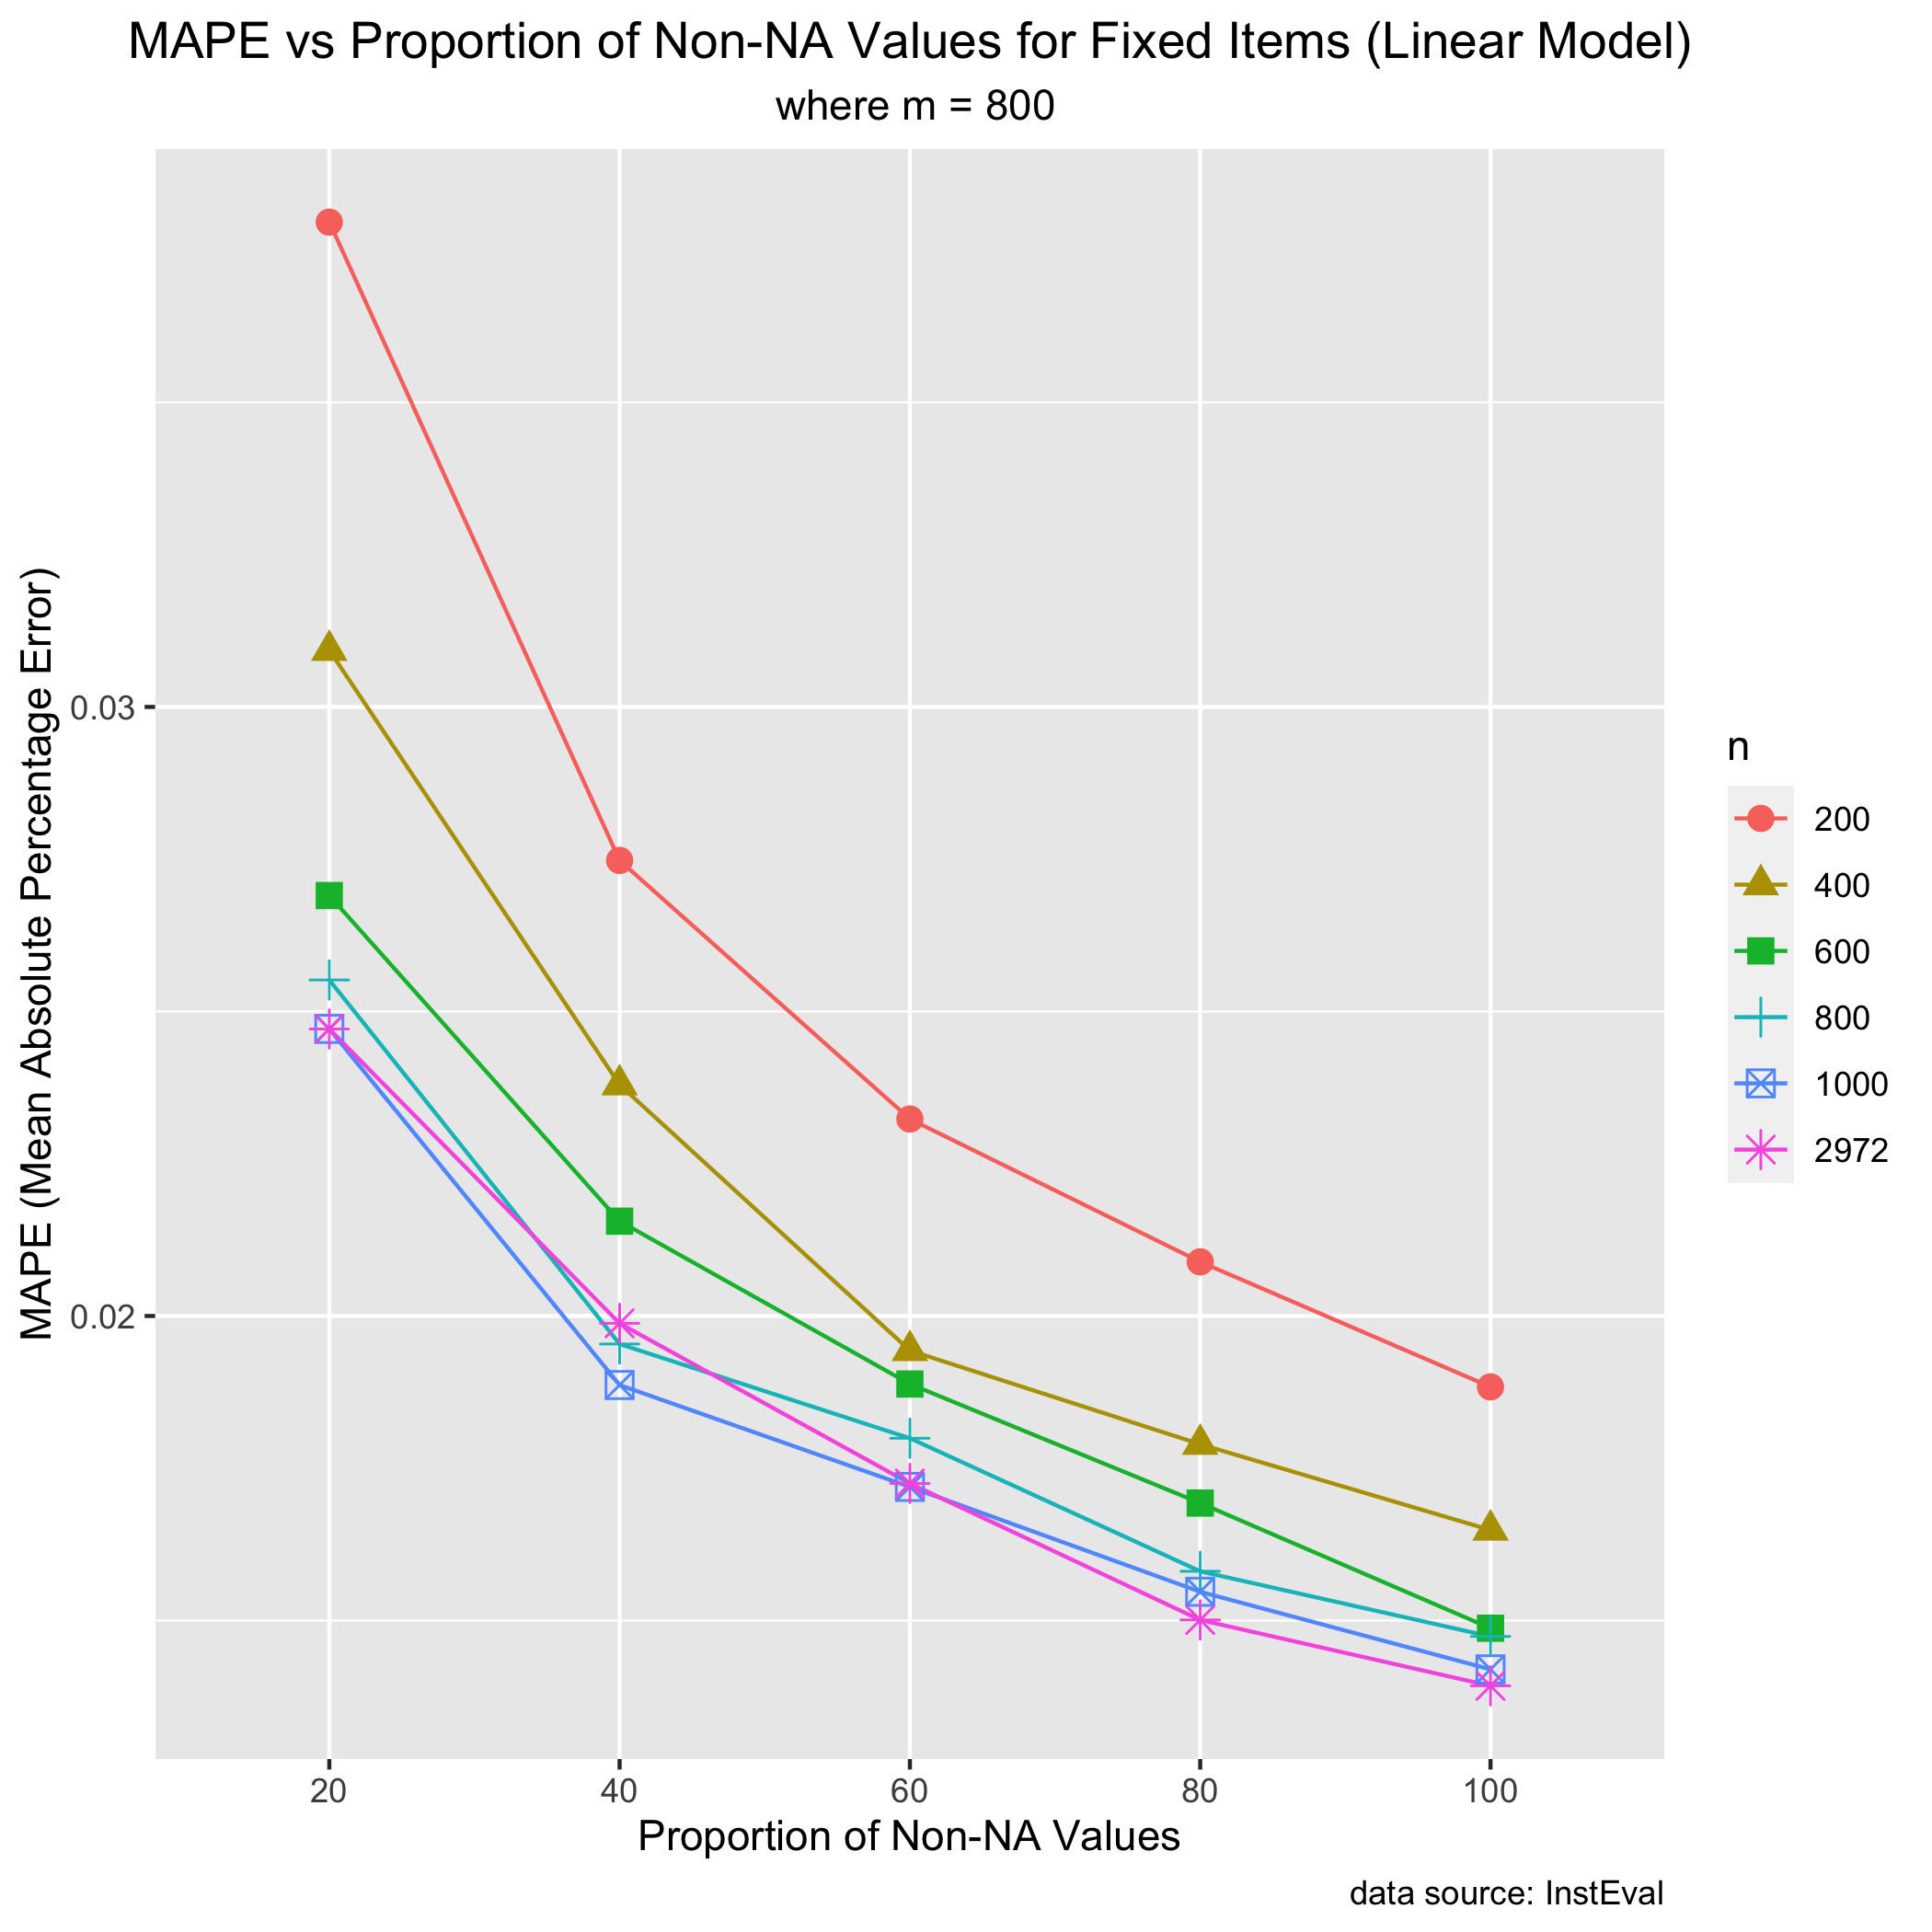 MAPE vs Proportion of Non-NA Values for Fixed Items (Linear Model)
where m = 800
MAPE (Mean Absolute Percentage Error)
0.03
0.02
20 40 60 80 100
Proportion of Non-NA Values
n
200
400
600
800
1000
2972
data source: InstEval